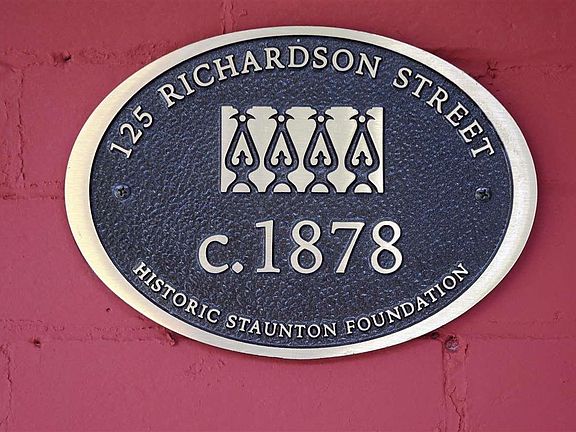 125 RICHARDSON STREET
c.1878
HISTORIC STAUNTON FOUNDATION